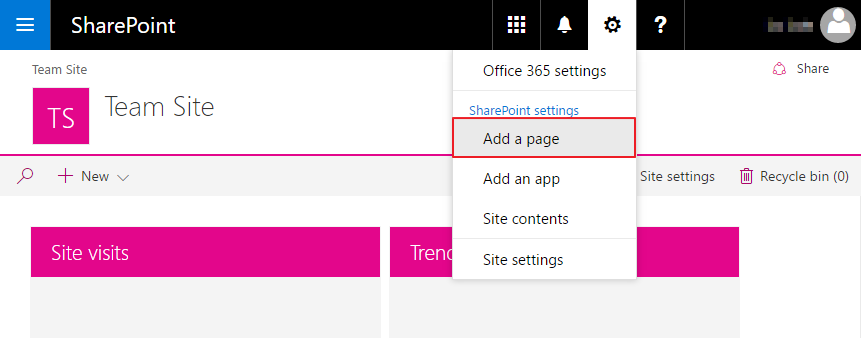 SharePoint
?
Office 365 settings
SharePoint settings
Add a page
Add an app
Site contents
Site settings
Team Site
Share
TS
Team Site
New
Site settings
Recycle bin (0)
Site visits